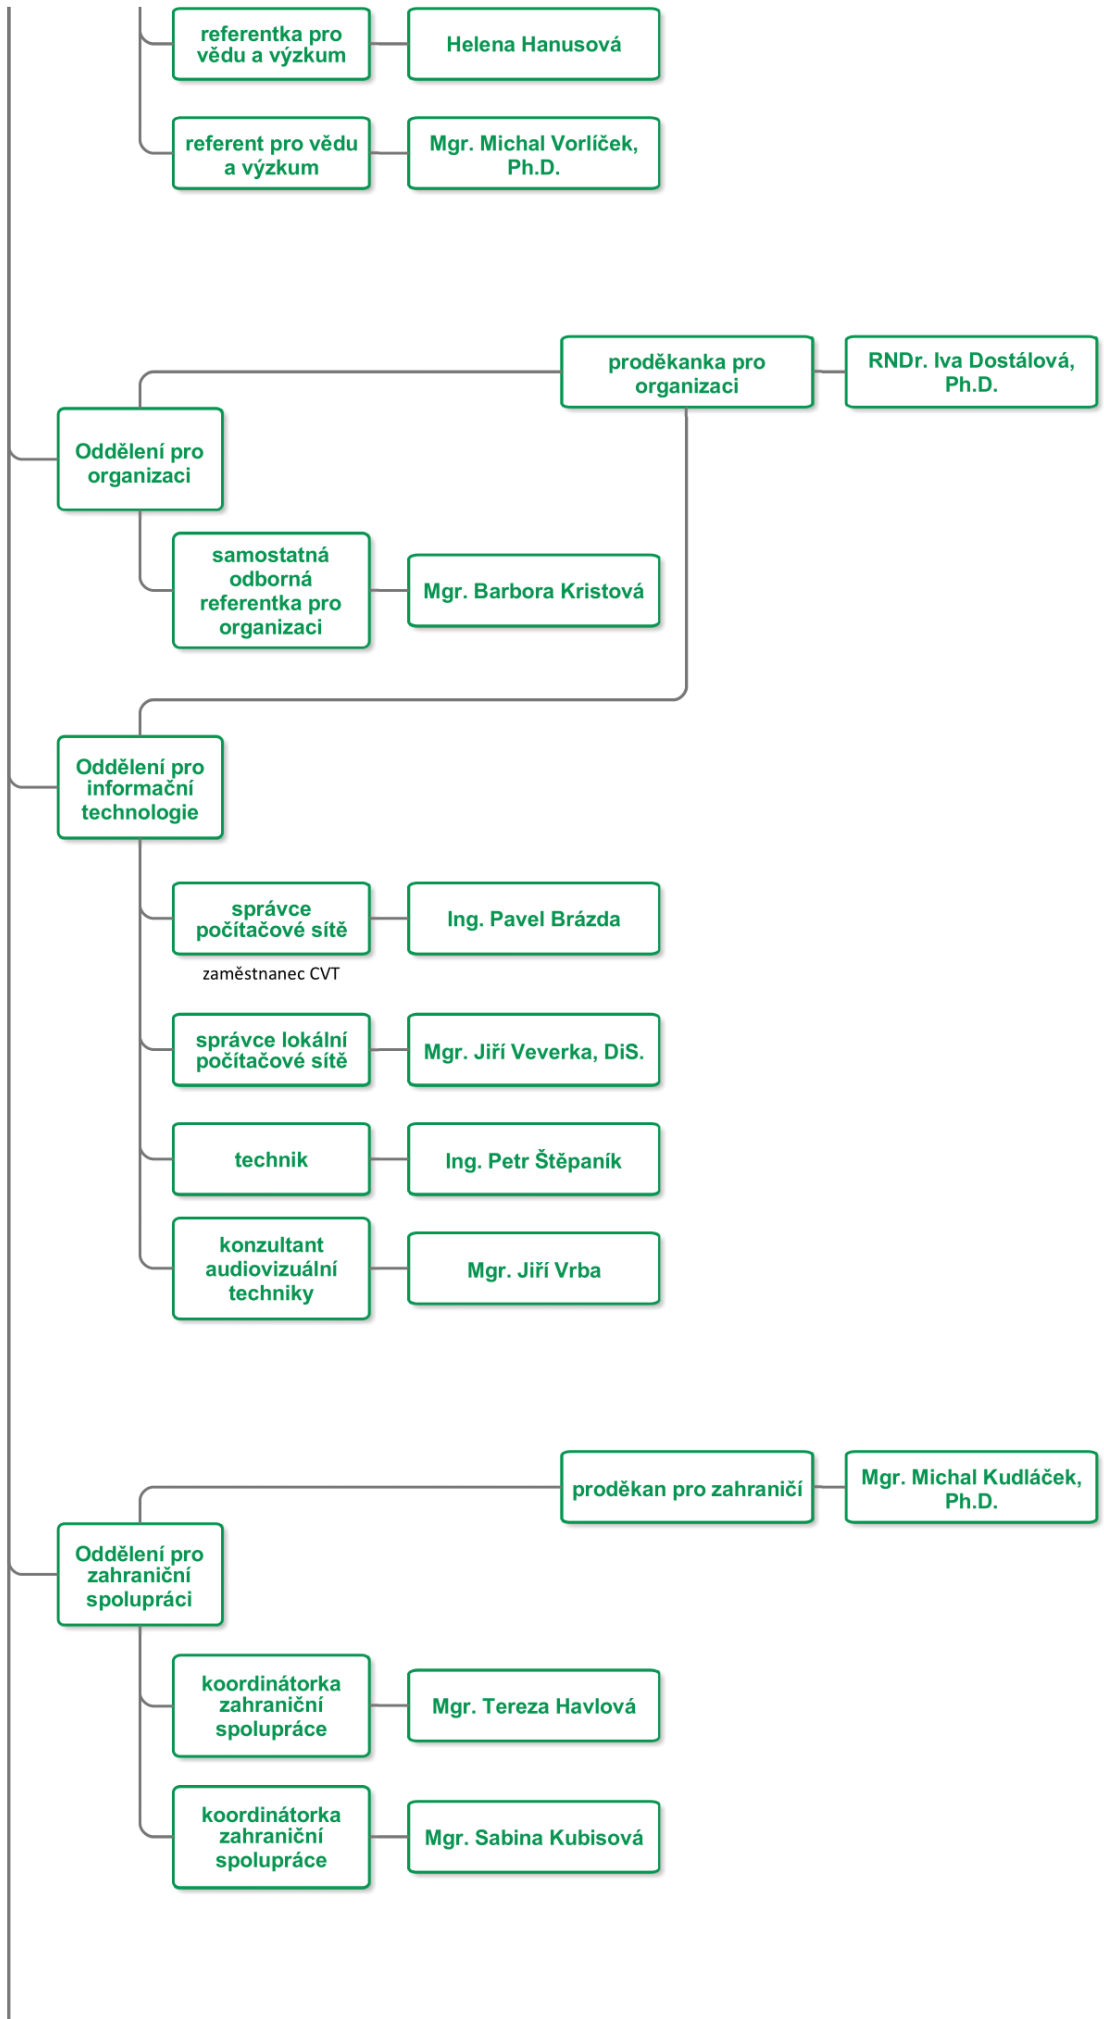 referentka pro
vědu a výzkum
Helena Hanusová
referent pro vědu
a výzkum
Mgr. Michal Vorlíček,
Ph.D.
proděkanka pro
organizaci
RNDr. Iva Dostálová,
Ph.D.
Oddělení pro
organizaci
samostatná
odborná
referentka pro
organizaci
Mgr. Barbora Kristová
Oddělení pro
informační
technologie
správce
počítačové sítě
Ing. Pavel Brázda
zaměstnanec CVT
správce lokální
počítačové sítě
Mgr. Jiří Veverka, DiS.
technik
Ing. Petr Štěpaník
konzultant
audiovizuální
techniky
Mgr. Jiří Vrba
proděkan pro zahraničí
Mgr. Michal Kudláček,
Ph.D.
Oddělení pro
zahraniční
spolupráci
koordinátorka
zahraniční
spolupráce
Mgr. Tereza Havlová
koordinátorka
zahraniční
spolupráce
Mgr. Sabina Kubisová